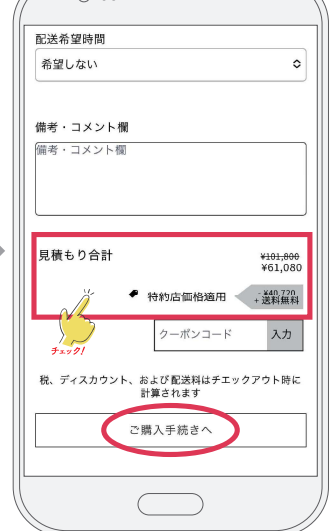 配送希望時間
希望しない
備考・コメント欄
備考・コメント欄
見積もり合計
¥101,800
¥61,080
特約店価格適用
- ¥40,720
+ 送料無料
チェック!
クーポンコード
入力
税、ディスカウント、および配送料はチェックアウト時に
計算されます
ご購入手続きへ